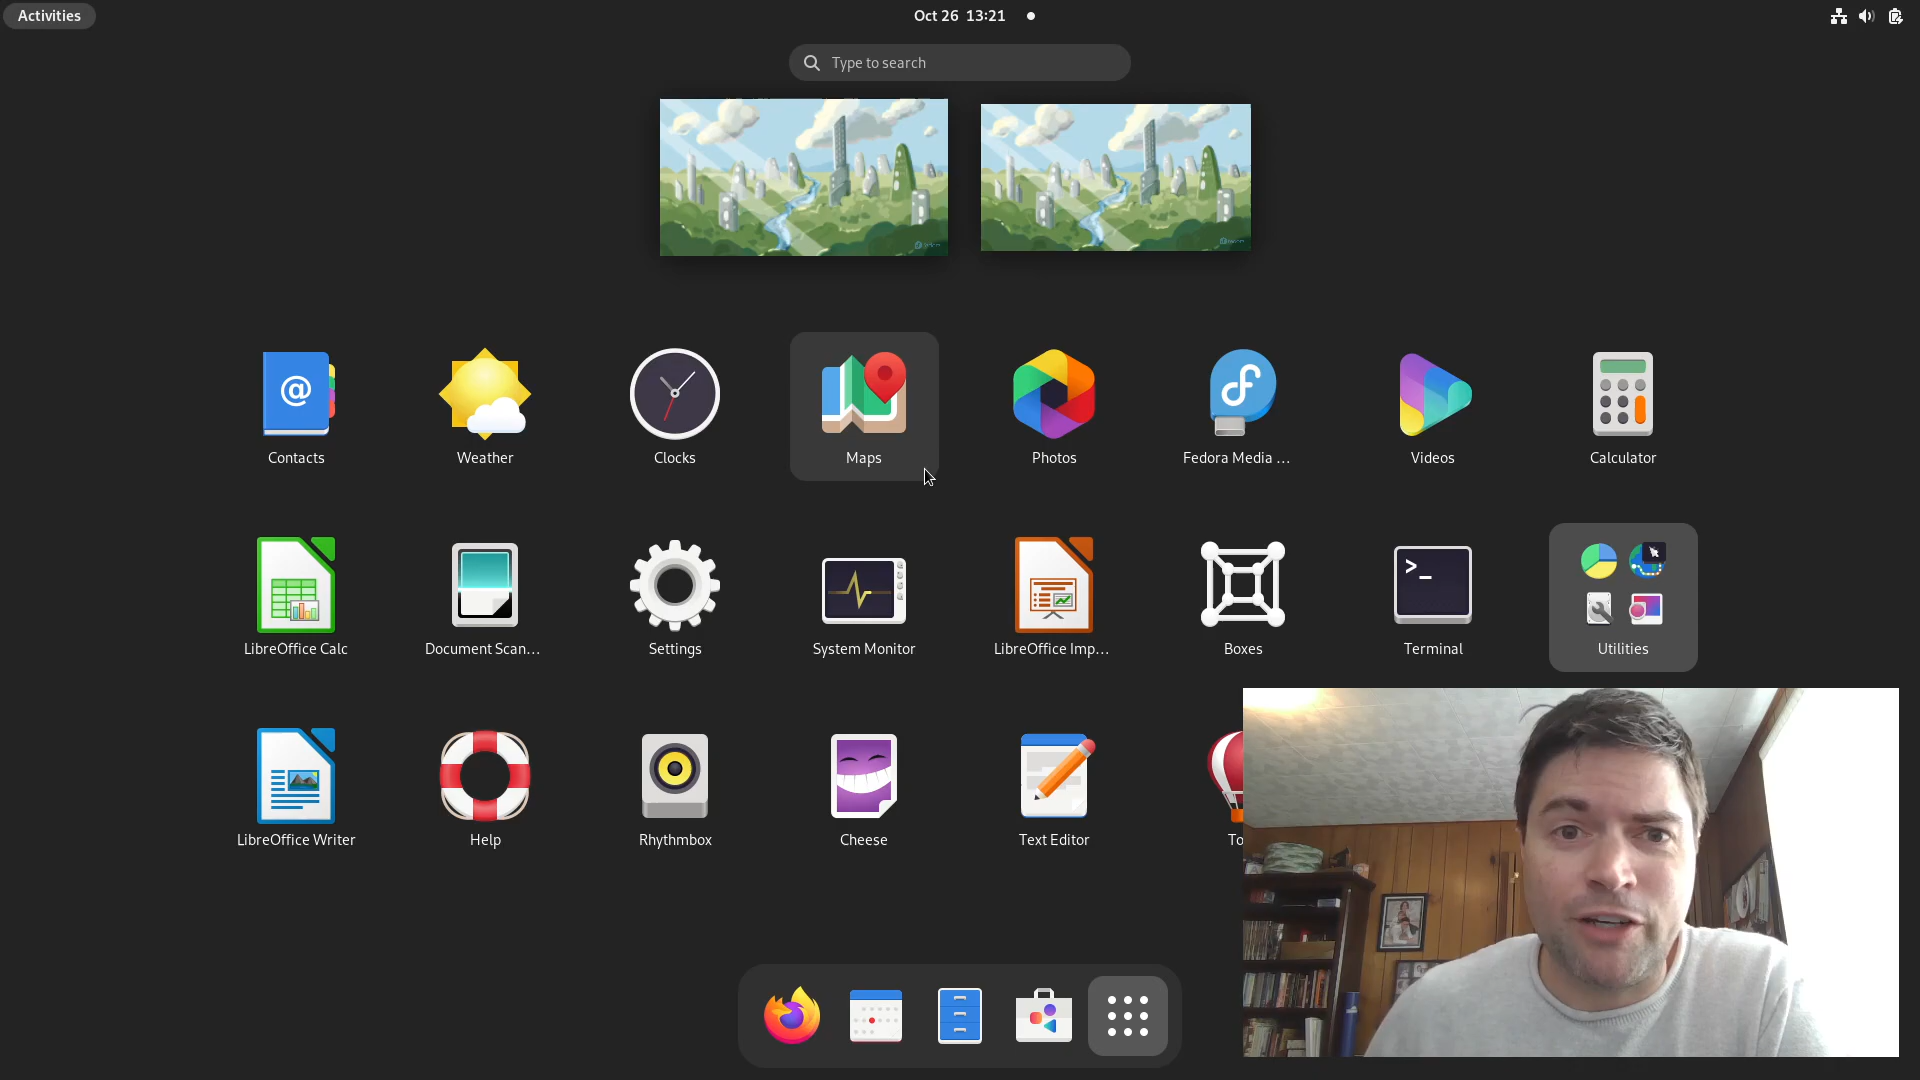 Activities
Oct 26 13:21
Type to search
Contacts
Weather
Clocks
Maps
Photos
Fedora Media ...
Videos
Calculator
LibreOffice Calc
Document Scan...
Settings
System Monitor
LibreOffice Imp...
Boxes
Terminal
Utilities
LibreOffice Writer
Help
Rhythmbox
Cheese
Text Editor
To